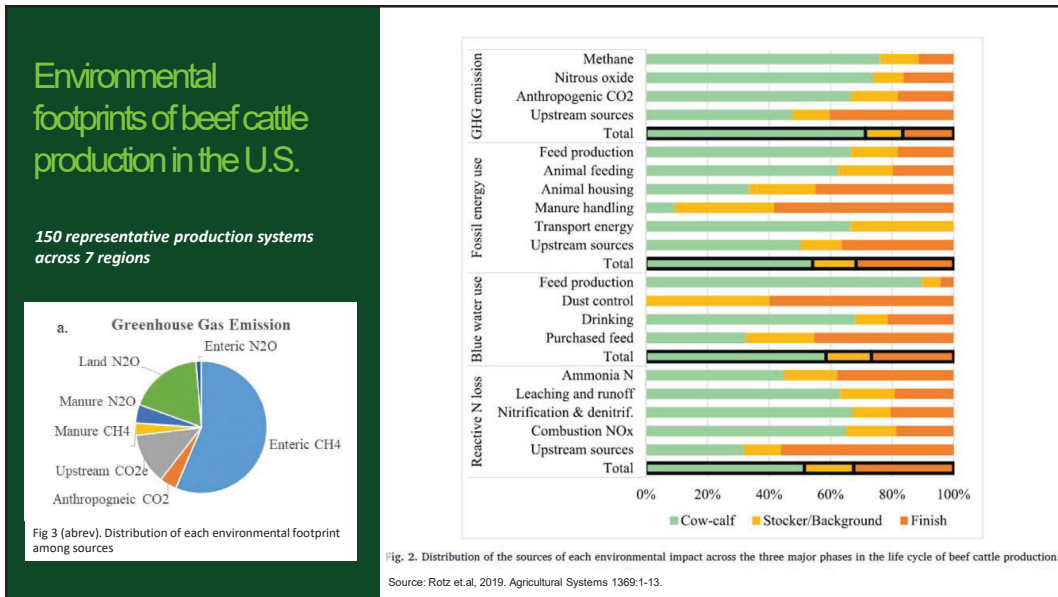 Environmental
footprints of beef cattle
production in the U.S.
150 representative production systems
across 7 regions
a.
Greenhouse Gas Emission
Enteric N2O
Land N2O
Manure N2O
Manure CH4
Enteric CH4
Upstream CO2e
Anthropogneic CO2
Fig 3 (abrev). Distribution of each environmental footprint
among sources
GHG emission
Methane
Nitrous oxide
Anthropogenic CO2
Upstream sources
Total
Fossil energy use
Feed production
Animal feeding
Animal housing
Manure handling
Transport energy
Upstream sources
Total
Blue water use
Feed production
Dust control
Drinking
Purchased feed
Total
Reactive N loss
Ammonia N
Leaching and runoff
Nitrification & denitrif.
Combustion NOx
Upstream sources
Total
0% 20% 40% 60% 80% 100%
Cow-calf Stocker/Background Finish
Fig. 2. Distribution of the sources of each environmental impact across the three major phases in the life cycle of beef cattle production.
Source: Rotz et.al, 2019. Agricultural Systems 1369:1-13.